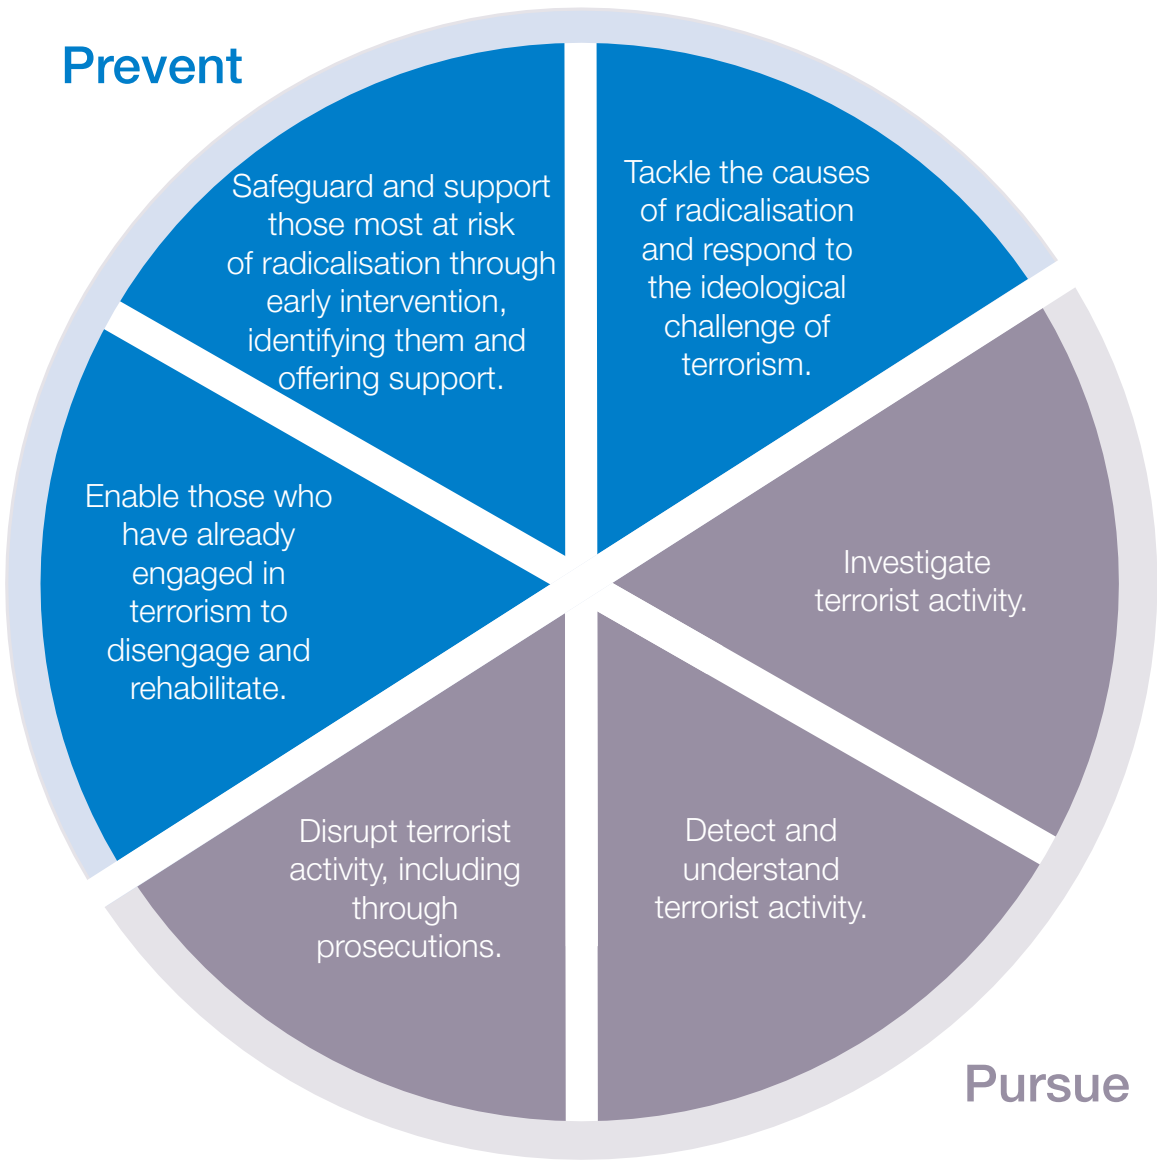 Prevent
Safeguard and support
those most at risk
of radicalisation through
early intervention,
identifying them and
offering support.
Tackle the causes
of radicalisation
and respond to
the ideological
challenge of
terrorism.
Enable those who
have already
engaged in
terrorism to
disengage and
rehabilitate.
Investigate
terrorist activity.
Disrupt terrorist
activity, including
through
prosecutions.
Detect and
understand
terrorist activity.
Pursue